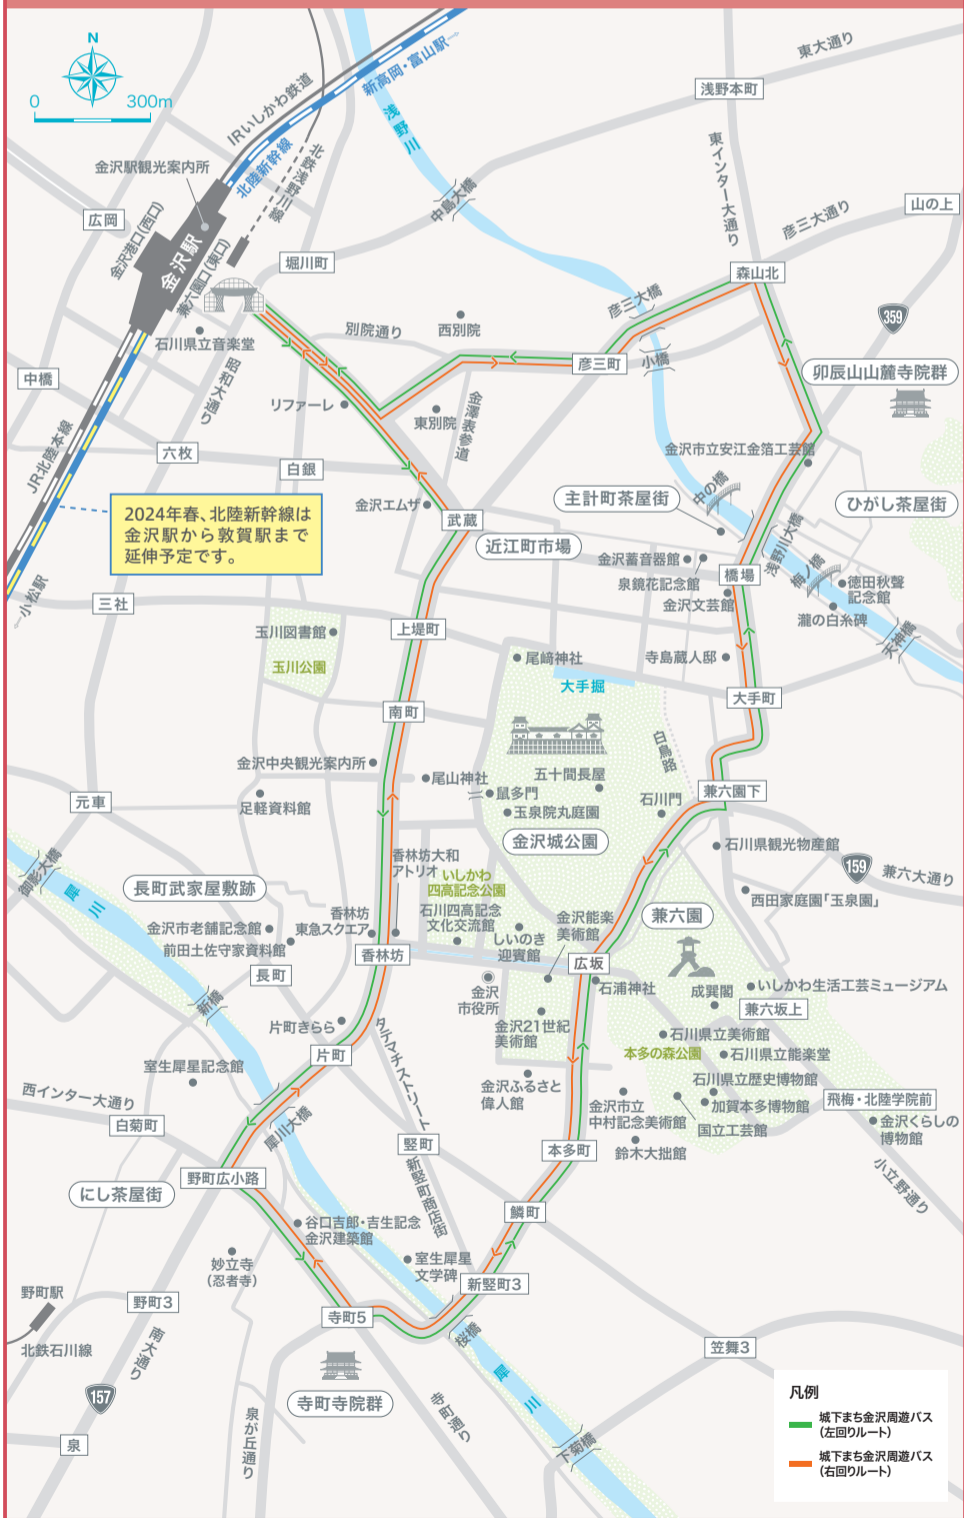 N
0 300m
IRいしかわ鉄道
新高岡・富山駅→
北陸新幹線
北鉄浅野川線
浅野川
東大通り
浅野本町
東インター大通り
中島大橋
金沢駅観光案内所
広岡
金沢港口(西口)
金沢駅
兼六園口(東口)
堀川町
山の上
彦三大通り
森山北
彦三大橋
359
別院通り
西別院
石川県立音楽堂
昭和大通り
小橋
彦三町
卯辰山山麓寺院群
中橋
リファーレ
東別院
金澤表参道
JR北陸本線
六枚
白銀
金沢市立安江金箔工芸館
中の橋
主計町茶屋街
ひがし茶屋街
金沢エムザ
武蔵
2024年春、北陸新幹線は
金沢駅から敦賀駅まで
延伸予定です。
近江町市場
浅野川大橋
金沢蓄音器館
橋場
梅ノ橋
泉鏡花記念館
徳田秋聲
記念館
金沢文芸館
瀧の白糸碑
天神橋
←小松駅
三社
上堤町
玉川図書館
玉川公園
尾﨑神社
寺島蔵人邸
大手堀
大手町
南町
白鳥路
金沢中央観光案内所
尾山神社
五十間長屋
兼六園下
足軽資料館
鼠多門
石川門
元車
玉泉院丸庭園
金沢城公園
石川県観光物産館
159
兼六大通り
御影大橋
犀川
長町武家屋敷跡
香林坊大和
アトリオ
いしかわ
四高記念公園
西田家庭園「玉泉園」
金沢市老舗記念館
香林坊
東急スクエア
石川四高記念
文化交流館
金沢能楽
美術館
兼六園
前田土佐守家資料館
しいのき
迎賓館
香林坊
広坂
長町
石浦神社
成巽閣
いしかわ生活工芸ミュージアム
新橋
金沢
市役所
兼六坂上
片町きらら
タテマチストリート
金沢21世紀
美術館
石川県立美術館
片町
本多の森公園
石川県立能楽堂
室生犀星記念館
金沢ふるさと
偉人館
石川県立歴史博物館
西インター大通り
犀川大橋
金沢市立
中村記念美術館
加賀本多博物館
飛梅・北陸学院前
白菊町
国立工芸館
金沢くらしの
博物館
竪町
本多町
鈴木大拙館
小立野通り
野町広小路
新竪町商店街
にし茶屋街
鱗町
谷口吉郎・吉生記念
金沢建築館
妙立寺
(忍者寺)
室生犀星
文学碑
野町駅
新竪町3
野町3
寺町5
北鉄石川線
南大通り
桜橋
笠舞3
犀川
157
寺町寺院群
泉が丘通り
寺町通り
泉
下菊橋
凡例
城下まち金沢周遊バス
(左回りルート)
城下まち金沢周遊バス
(右回りルート)